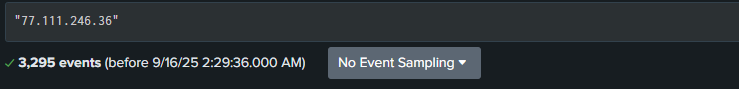 "77.111.246.36"
3,295 events (before 9/16/25 2:29:36.000 AM) No Event Sampling